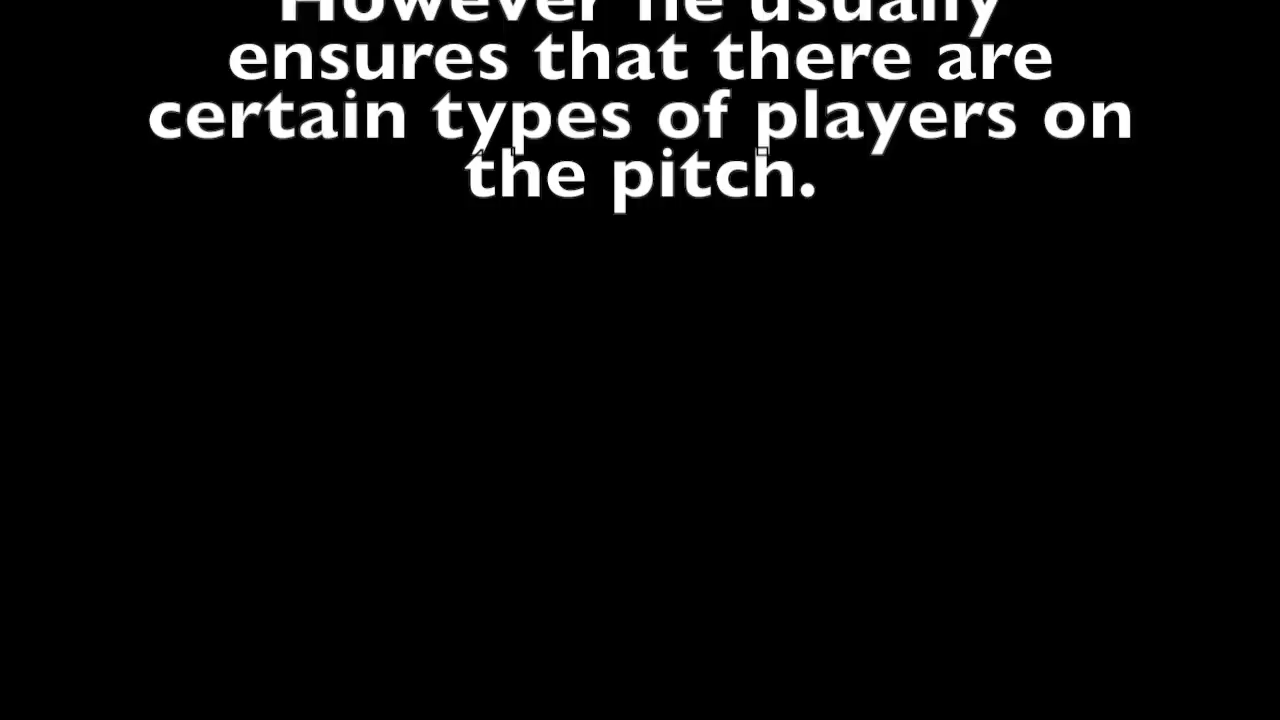 However he usually
ensures that there are
certain types of players on
the pitch.